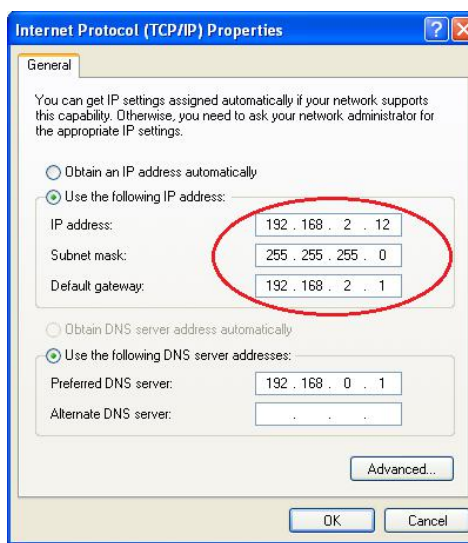 Internet Protocol (TCP/IP) Properties
General
You can get IP settings assigned automatically if your network supports
this capability. Otherwise, you need to ask your network administrator for
the appropriate IP settings.
Obtain an IP address automatically
Use the following IP address:
IP address: 192 . 168 . 2 . 12
Subnet mask: 255 . 255 . 255 . 0
Default gateway: 192 . 168 . 2 . 1
Obtain DNS server address automatically
Use the following DNS server addresses:
Preferred DNS server: 192 . 168 . 0 . 1
Alternate DNS server: . . .
Advanced...
OK Cancel